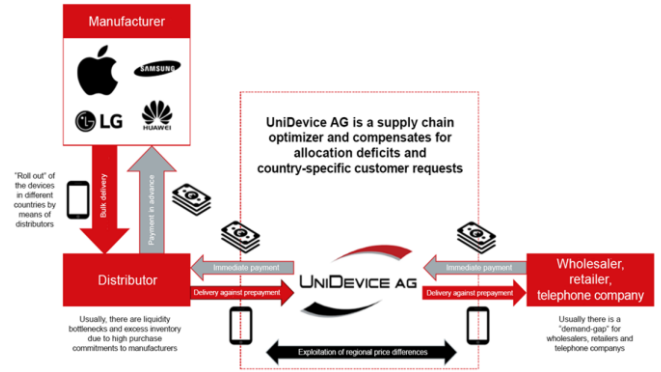 Manufacturer
SAMSUNG
LG
HUAWEI
"Roll out" of
the devices in
different
countries by
means of
distributors
Bulk delivery
Payment in advance
UniDevice AG is a supply chain
optimizer and compensates for
allocation deficits and
country-specific customer requests
Distributor
Immediate payment
Delivery against prepayment
UNIDEVICE AG
Immediate payment
Delivery against prepayment
Wholesaler,
retailer,
telephone company
Usually, there are liquidity
bottlenecks and excess inventory
due to high purchase
commitments to manufacturers
Usually there is a
"demand-gap" for
wholesalers, retailers and
telephone companys
Exploitation of regional price differences